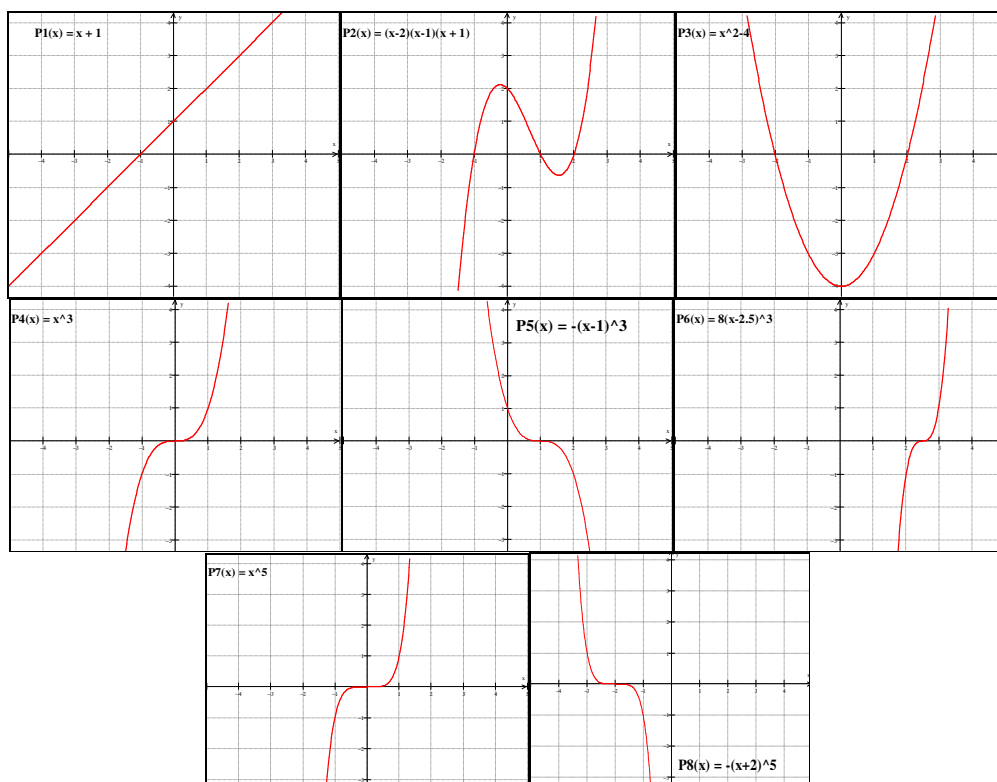 P1(x) = x + 1
P2(x) = (x-2)(x-1)(x + 1)
P3(x) = x^2-4
P4(x) = x^3
P5(x) = -(x-1)^3
P6(x) = 8(x-2.5)^3
P7(x) = x^5
P8(x) = -(x+2)^5